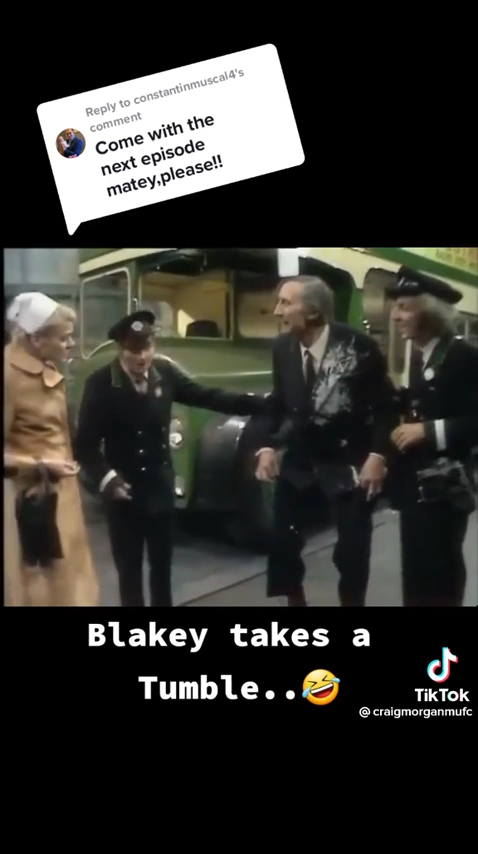 Reply to constantinmuscal4's
comment
Come with the
next episode
matey,please!!
Blakey takes a
Tumble..🤣
TikTok
@craigmorganmufc